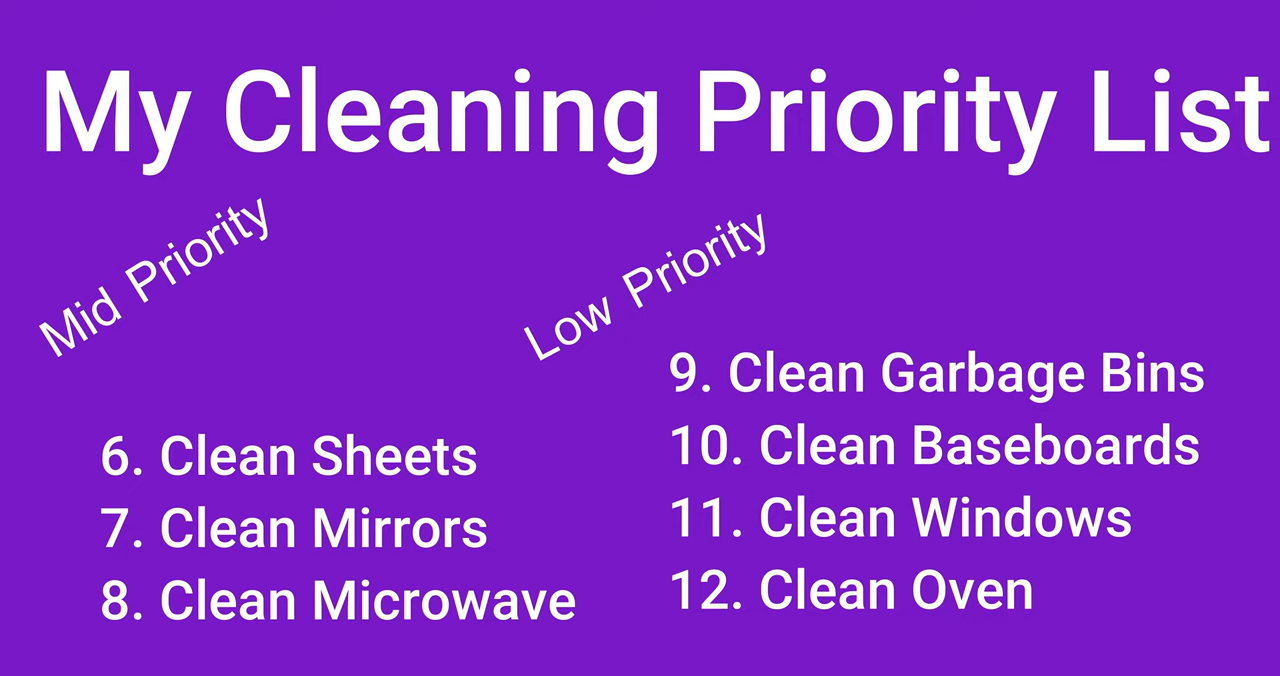 My Cleaning Priority List
Mid Priority
6. Clean Sheets
7. Clean Mirrors
8. Clean Microwave
Low Priority
9. Clean Garbage Bins
10. Clean Baseboards
11. Clean Windows
12. Clean Oven